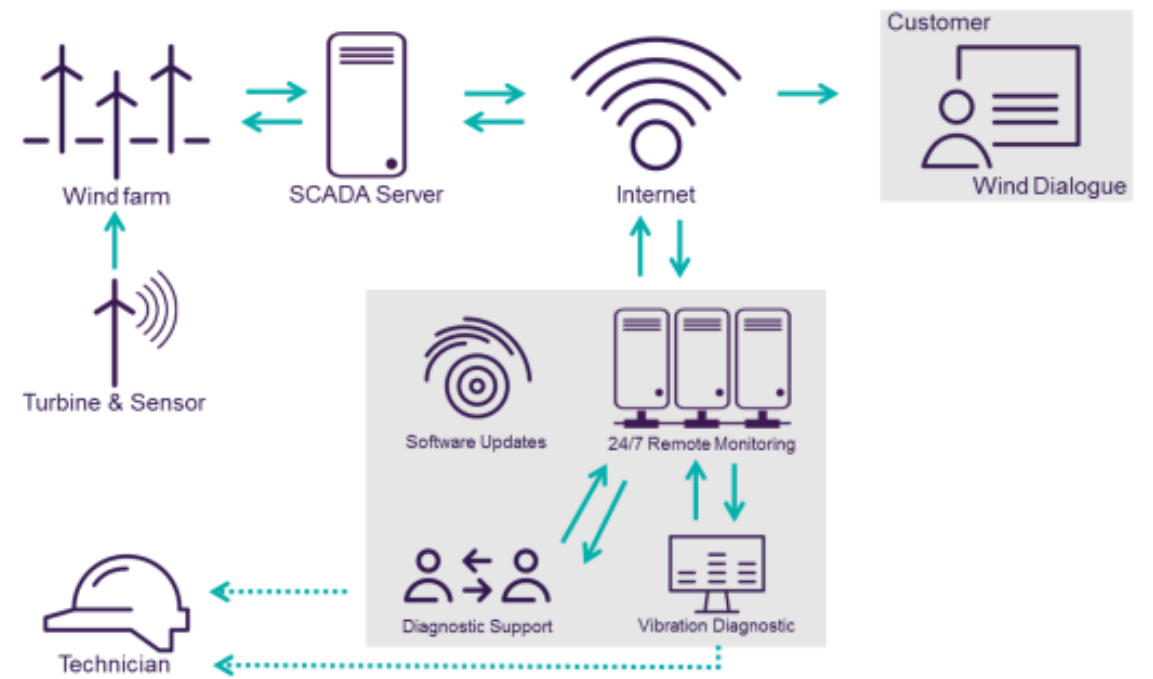 Customer
Wind farm
SCADA Server
Internet
Wind Dialogue
Turbine & Sensor
Software Updates
24/7 Remote Monitoring
Diagnostic Support
Vibration Diagnostic
Technician